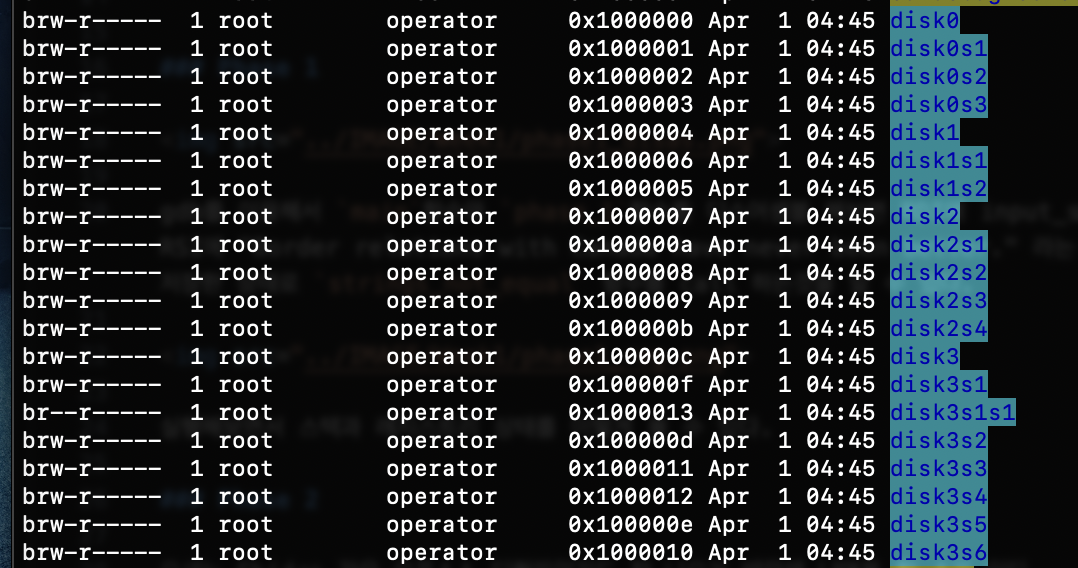 brw-r----- 1 root operator 0x1000000 Apr 1 04:45 disk0
brw-r----- 1 root operator 0x1000001 Apr 1 04:45 disk0s1
brw-r----- 1 root operator 0x1000002 Apr 1 04:45 disk0s2
brw-r----- 1 root operator 0x1000003 Apr 1 04:45 disk0s3
brw-r----- 1 root operator 0x1000004 Apr 1 04:45 disk1
brw-r----- 1 root operator 0x1000006 Apr 1 04:45 disk1s1
brw-r----- 1 root operator 0x1000005 Apr 1 04:45 disk1s2
brw-r----- 1 root operator 0x1000007 Apr 1 04:45 disk2
brw-r----- 1 root operator 0x100000a Apr 1 04:45 disk2s1
brw-r----- 1 root operator 0x1000008 Apr 1 04:45 disk2s2
brw-r----- 1 root operator 0x1000009 Apr 1 04:45 disk2s3
brw-r----- 1 root operator 0x100000b Apr 1 04:45 disk2s4
brw-r----- 1 root operator 0x100000c Apr 1 04:45 disk3
brw-r----- 1 root operator 0x100000f Apr 1 04:45 disk3s1
br--r----- 1 root operator 0x1000013 Apr 1 04:45 disk3s1s1
brw-r----- 1 root operator 0x100000d Apr 1 04:45 disk3s2
brw-r----- 1 root operator 0x1000011 Apr 1 04:45 disk3s3
brw-r----- 1 root operator 0x1000012 Apr 1 04:45 disk3s4
brw-r----- 1 root operator 0x100000e Apr 1 04:45 disk3s5
brw-r----- 1 root operator 0x1000010 Apr 1 04:45 disk3s6